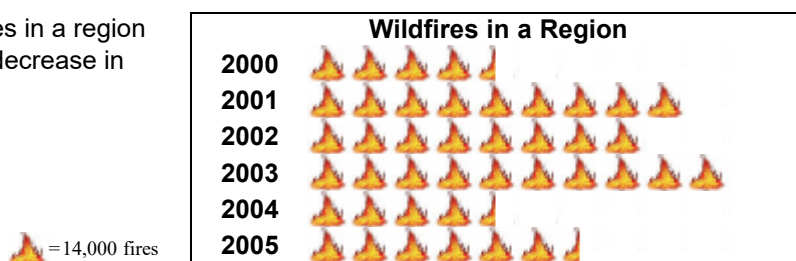 es in a region
decrease in
=14,000 fires
Wildfires in a Region
2000
2001
2002
2003
2004
2005